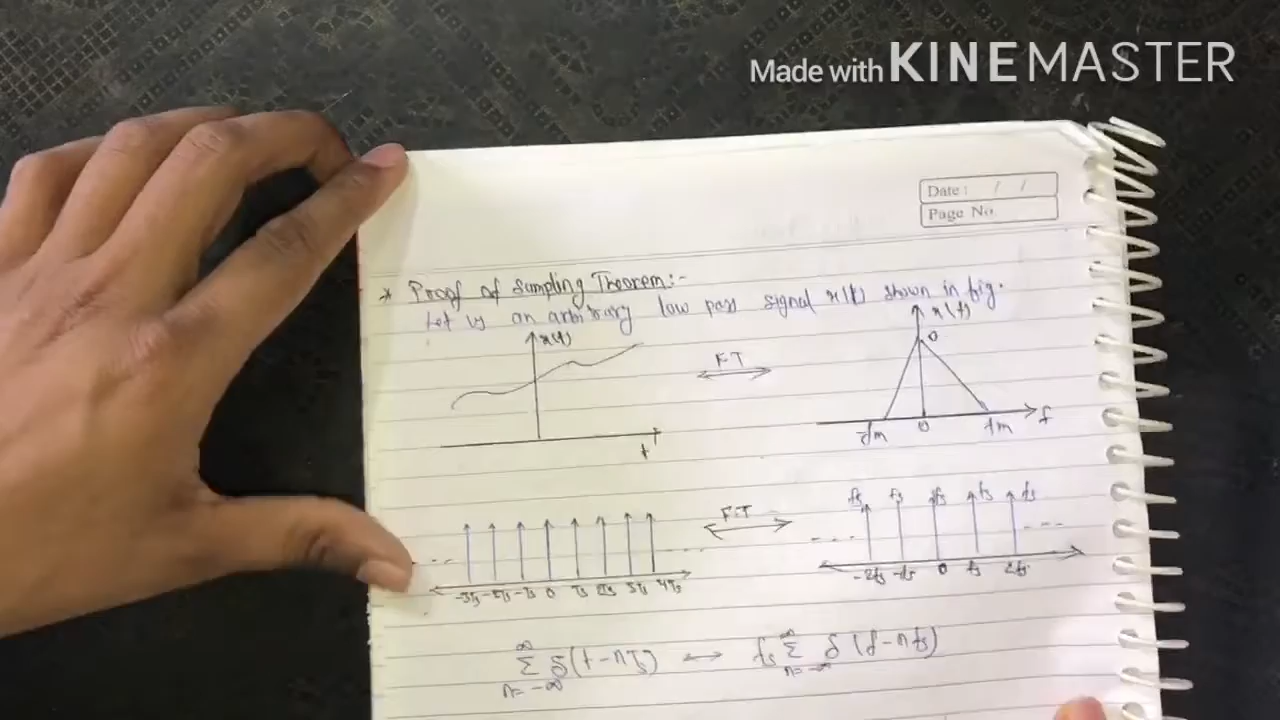 Made with KINEMASTER
Date : / /
Page No.
* Proof of Sampling Theorem:-
Let us an arbitrary low pass signal x(t) shown in fig.
x(t) F.T x(f)
0
t -fm 0 fm f
F.T fs fs fs fs fs
-3Ts -2Ts -Ts 0 Ts 2Ts 3Ts 4Ts -2fs -fs 0 fs 2fs
∞ Σ n=-∞ δ(t-nTs) ↔ fs ∞ Σ n=-∞ δ(f-nfs)